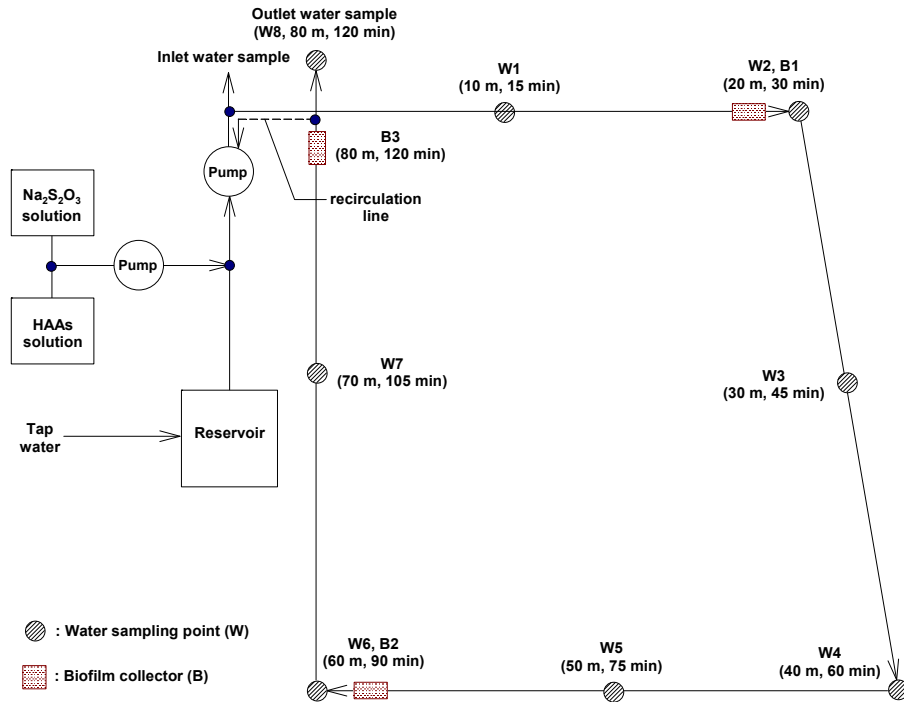 Outlet water sample
(W8, 80 m, 120 min)
Inlet water sample
W1
(10 m, 15 min)
W2, B1
(20 m, 30 min)
B3
(80 m, 120 min)
Pump
recirculation
line
Na₂S₂O₃
solution
Pump
HAAs
solution
W7
(70 m, 105 min)
W3
(30 m, 45 min)
Tap
water
Reservoir
: Water sampling point (W)
W6, B2
(60 m, 90 min)
W5
(50 m, 75 min)
W4
(40 m, 60 min)
: Biofilm collector (B)